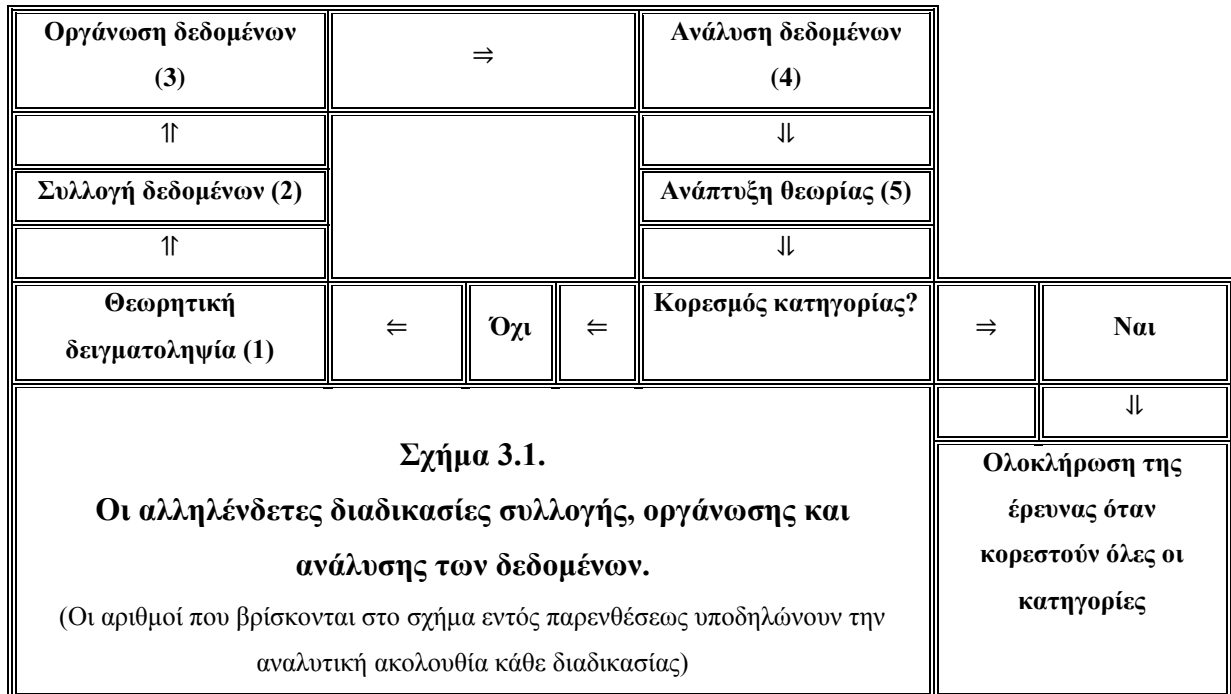 Οργάνωση δεδομένων
(3)
⇒
Ανάλυση δεδομένων
(4)
⇑
⇓
Συλλογή δεδομένων (2)
Ανάπτυξη θεωρίας (5)
⇑
⇓
Θεωρητική
δειγματοληψία (1)
⇐
Όχι
⇐
Κορεσμός κατηγορίας?
⇒
Ναι
⇓
Σχήμα 3.1.
Οι αλληλένδετες διαδικασίες συλλογής, οργάνωσης και
ανάλυσης των δεδομένων.
(Οι αριθμοί που βρίσκονται στο σχήμα εντός παρενθέσεως υποδηλώνουν την
αναλυτική ακολουθία κάθε διαδικασίας)
Ολοκλήρωση της
έρευνας όταν
κορεστούν όλες οι
κατηγορίες